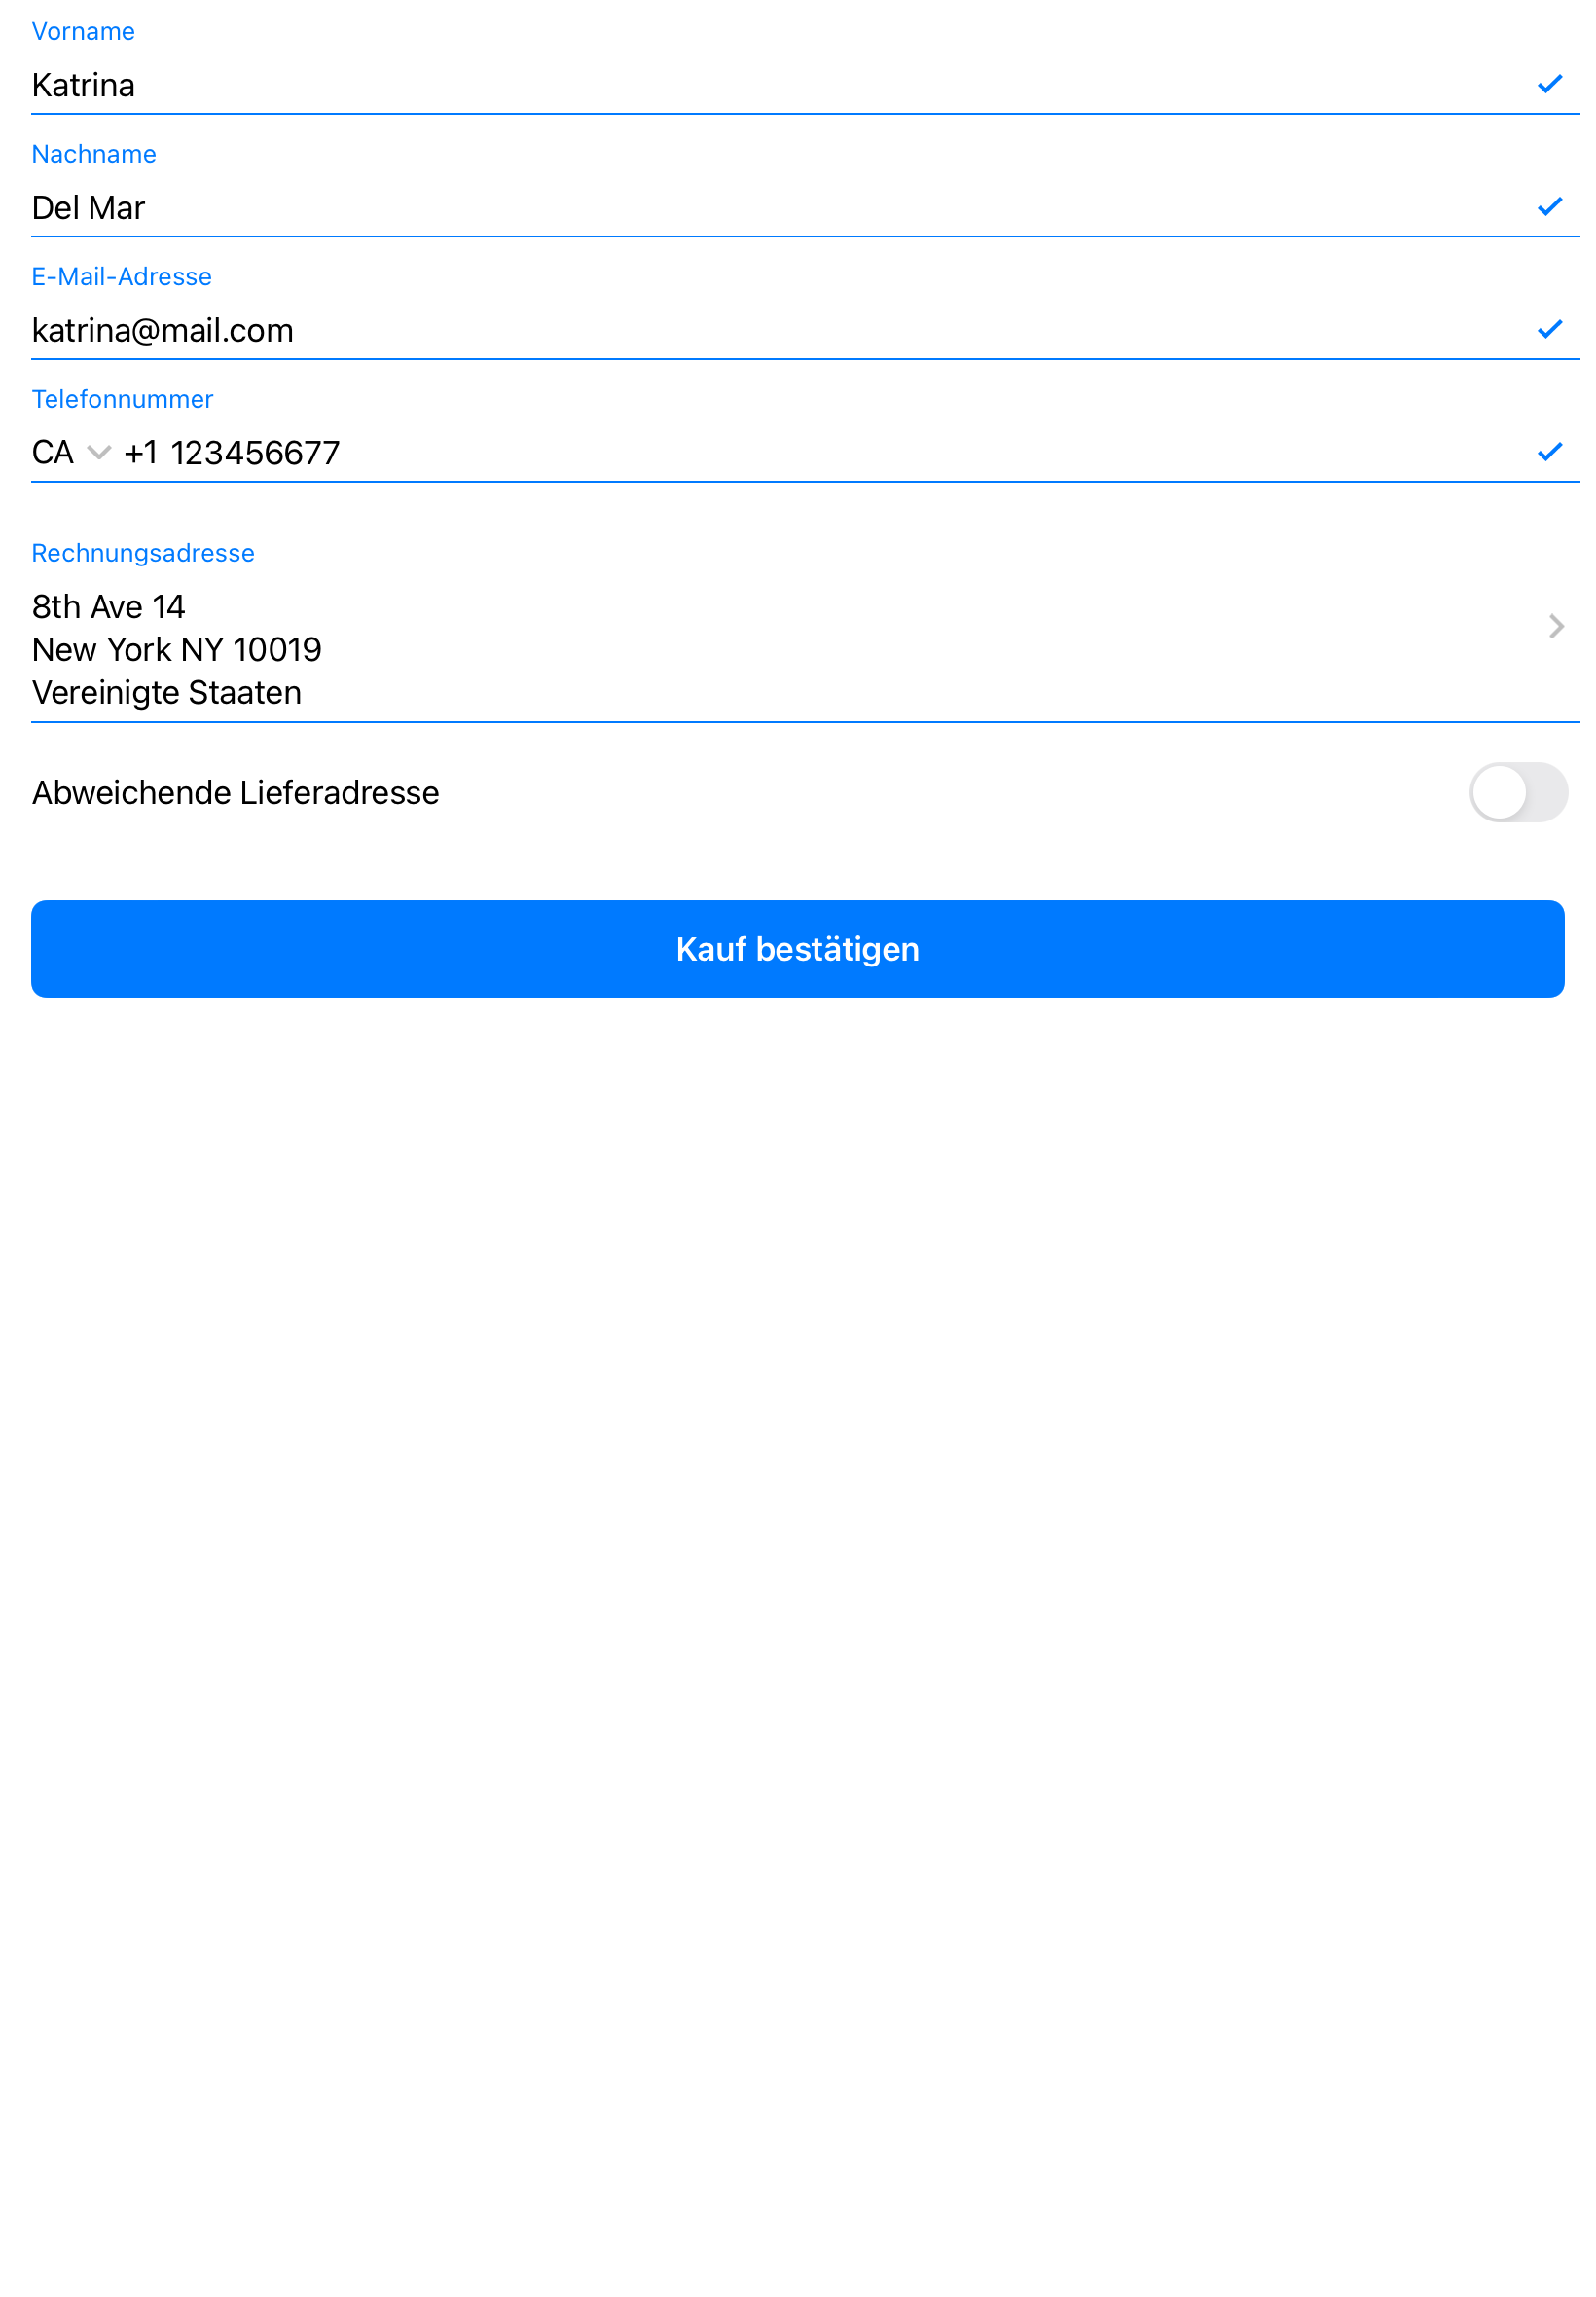 Vorname
Katrina
Nachname
Del Mar
E-Mail-Adresse
katrina@mail.com
Telefonnummer
CA +1 123456677
Rechnungsadresse
8th Ave 14
New York NY 10019
Vereinigte Staaten
Abweichende Lieferadresse
Kauf bestätigen